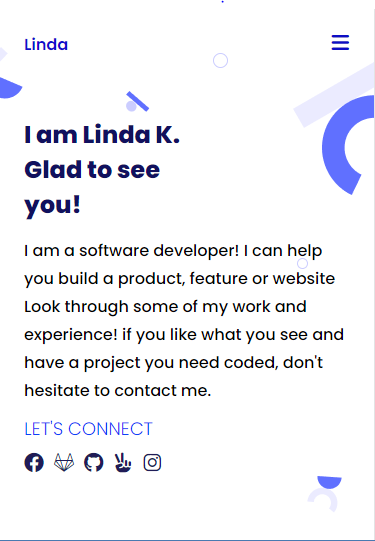 Linda
I am Linda K.
Glad to see
you!
I am a software developer! I can help
you build a product, feature or website
Look through some of my work and
experience! if you like what you see and
have a project you need coded, don't
hesitate to contact me.
LET'S CONNECT